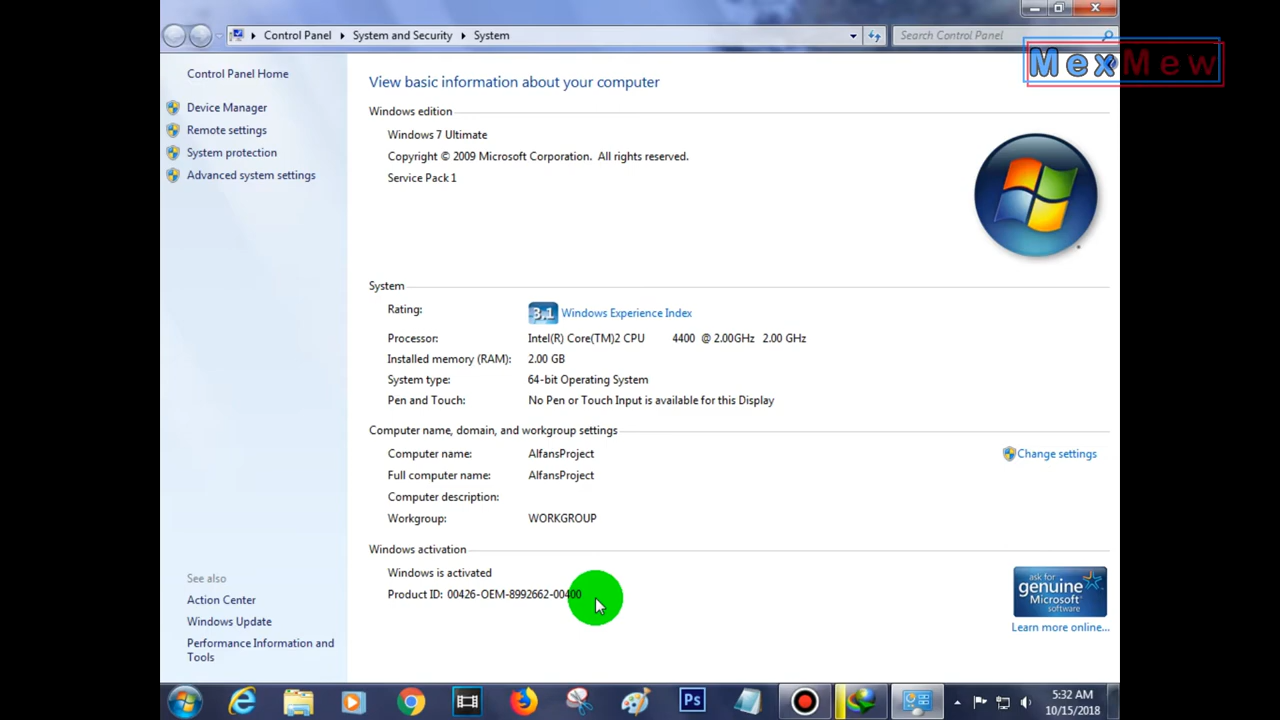 Control Panel
System and Security
System
Search Control Panel
MexMew
Control Panel Home
Device Manager
Remote settings
System protection
Advanced system settings
View basic information about your computer
Windows edition
Windows 7 Ultimate
Copyright © 2009 Microsoft Corporation. All rights reserved.
Service Pack 1
System
Rating: 3.1 Windows Experience Index
Processor: Intel(R) Core(TM)2 CPU 4400 @ 2.00GHz 2.00 GHz
Installed memory (RAM): 2.00 GB
System type: 64-bit Operating System
Pen and Touch: No Pen or Touch Input is available for this Display
Computer name, domain, and workgroup settings
Computer name: AlfansProject
Change settings
Full computer name: AlfansProject
Computer description:
Workgroup: WORKGROUP
Windows activation
Windows is activated
Product ID: 00426-OEM-8992662-00400
ask for
genuine
Microsoft
software
Learn more online...
See also
Action Center
Windows Update
Performance Information and
Tools
Ps
5:32 AM
10/15/2018